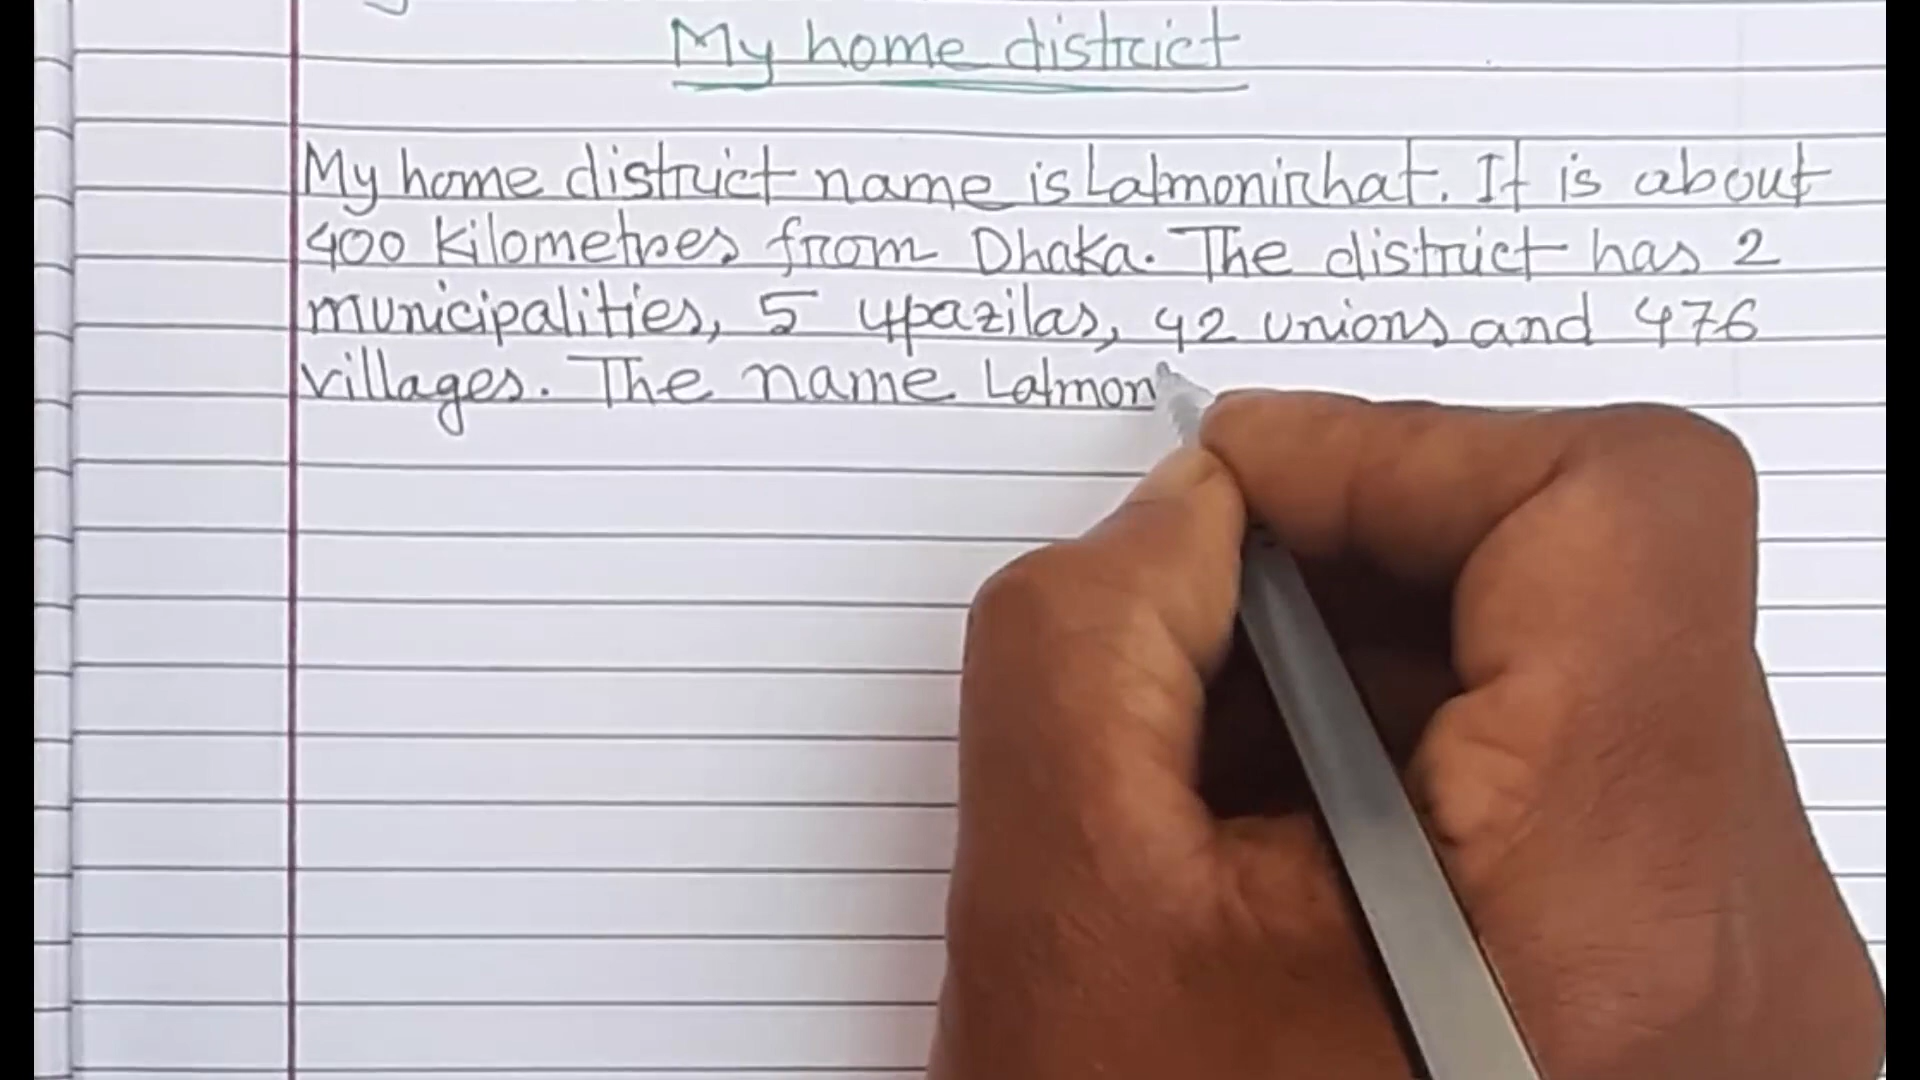 My home district
My home district name is Lalmonirhat. It is about
400 kilometres from Dhaka. The district has 2
municipalities, 5 upazilas, 42 unions and 476
villages. The name Lalmon